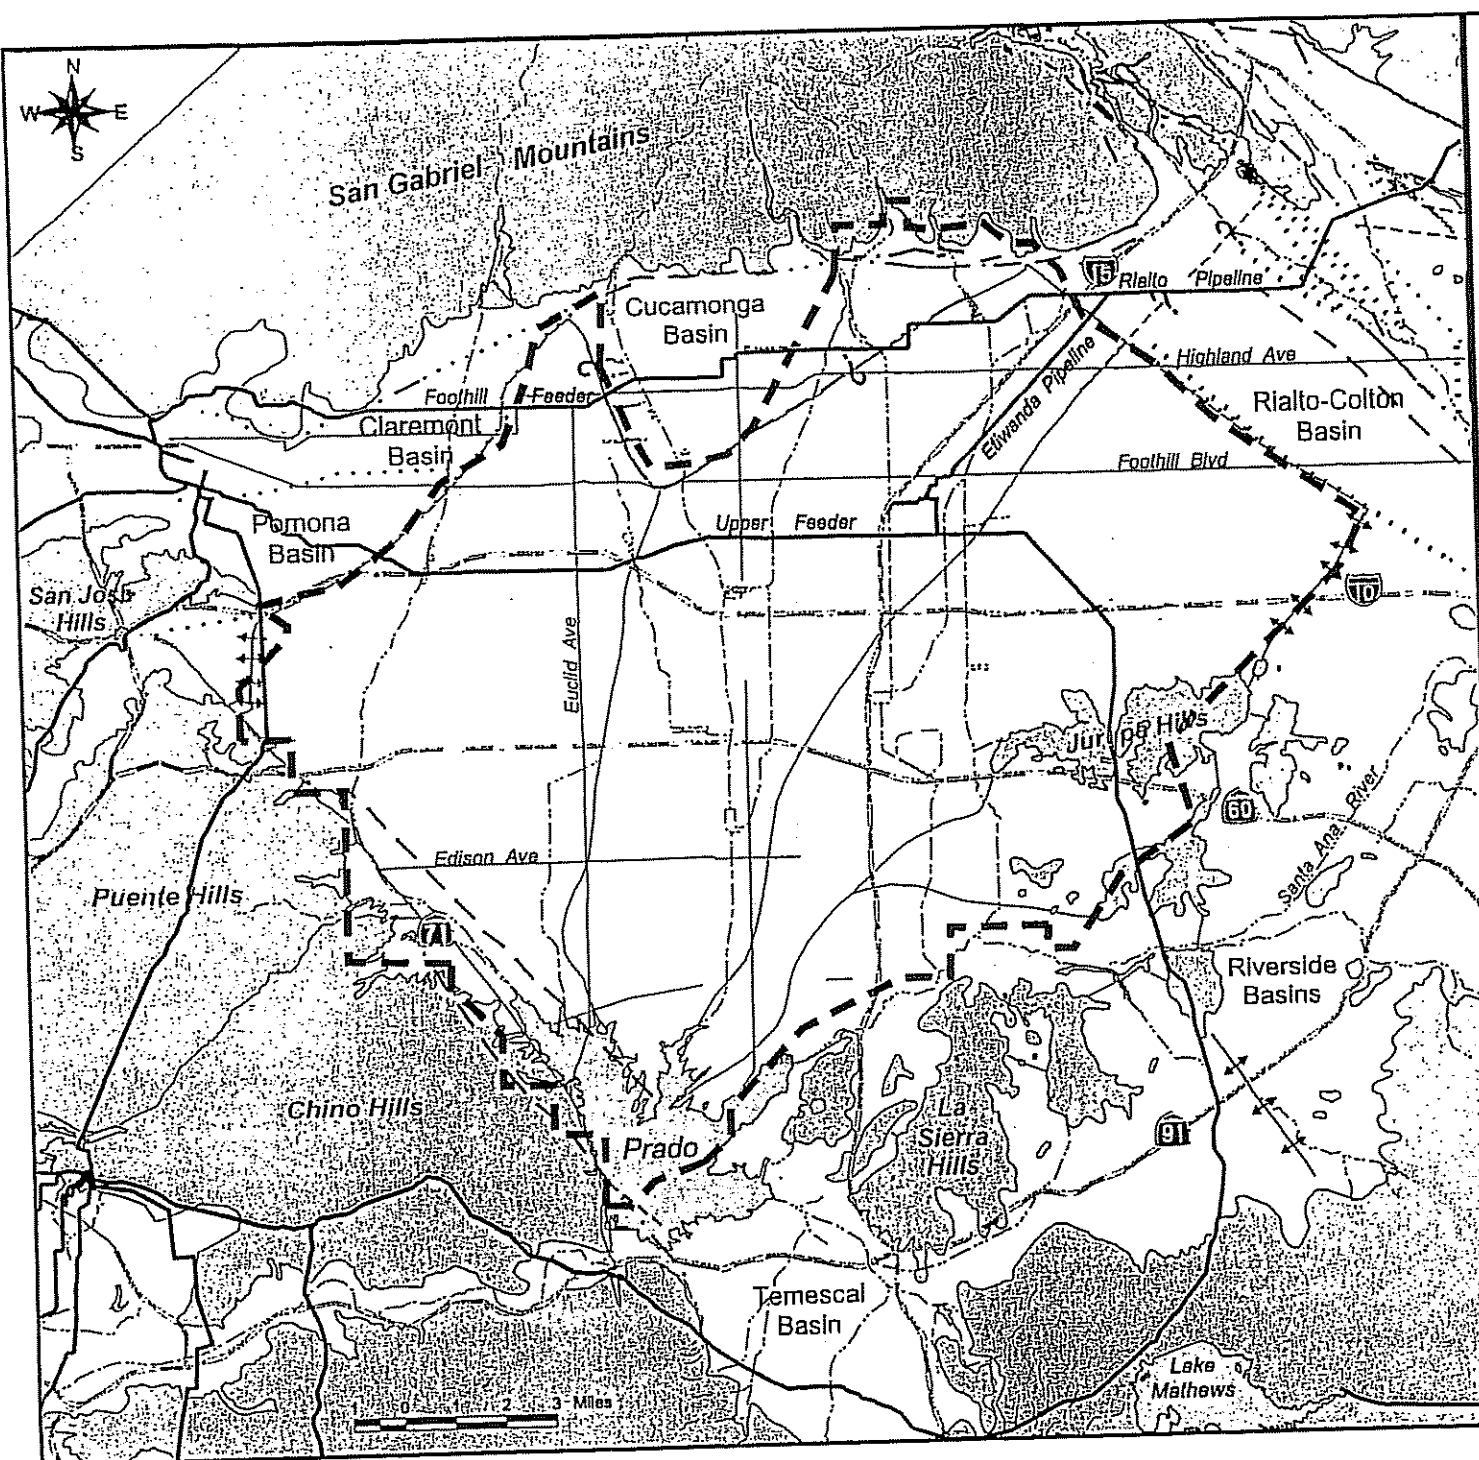 N
W E
S
San Gabriel Mountains
15
Rialto Pipeline
Cucamonga
Basin
Highland Ave
Foothill Feeder
Etiwanda Pipeline
Rialto-Colton
Basin
Claremont
Basin
Foothill Blvd
Pomona
Basin
Upper Feeder
San Jose
Hills
10
Euclid Ave
Jurupa Hills
60
Santa Ana River
Edison Ave
Puente Hills
71
Riverside
Basins
Chino Hills
La
Sierra
Hills
91
Prado
Temescal
Basin
Lake
Mathews
1 0 1 2 3 Miles